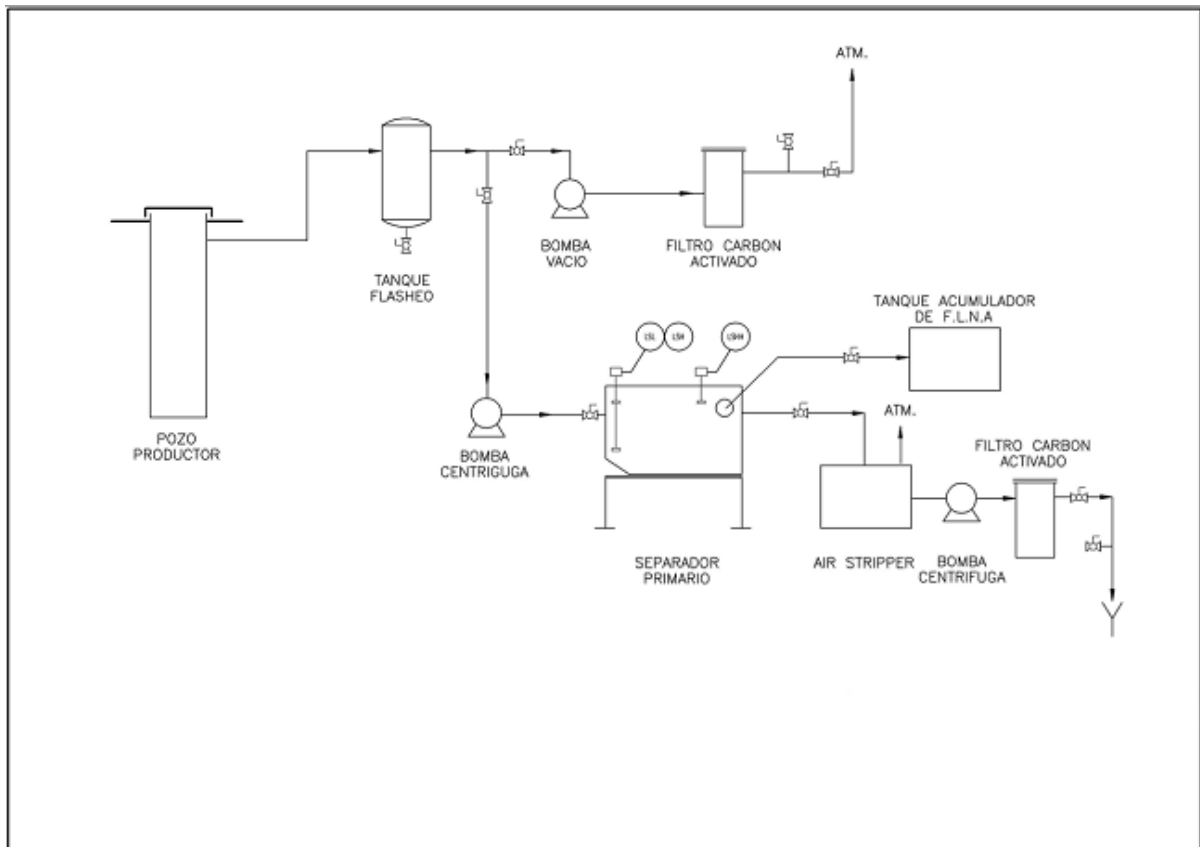 ATM.
BOMBA
VACIO
FILTRO CARBON
ACTIVADO
TANQUE
FLASHEO
TANQUE ACUMULADOR
DE F.L.N.A
LSL
LSH
LSHH
POZO
PRODUCTOR
BOMBA
CENTRIGUGA
ATM.
FILTRO CARBON
ACTIVADO
SEPARADOR
PRIMARIO
AIR STRIPPER
BOMBA
CENTRIFUGA